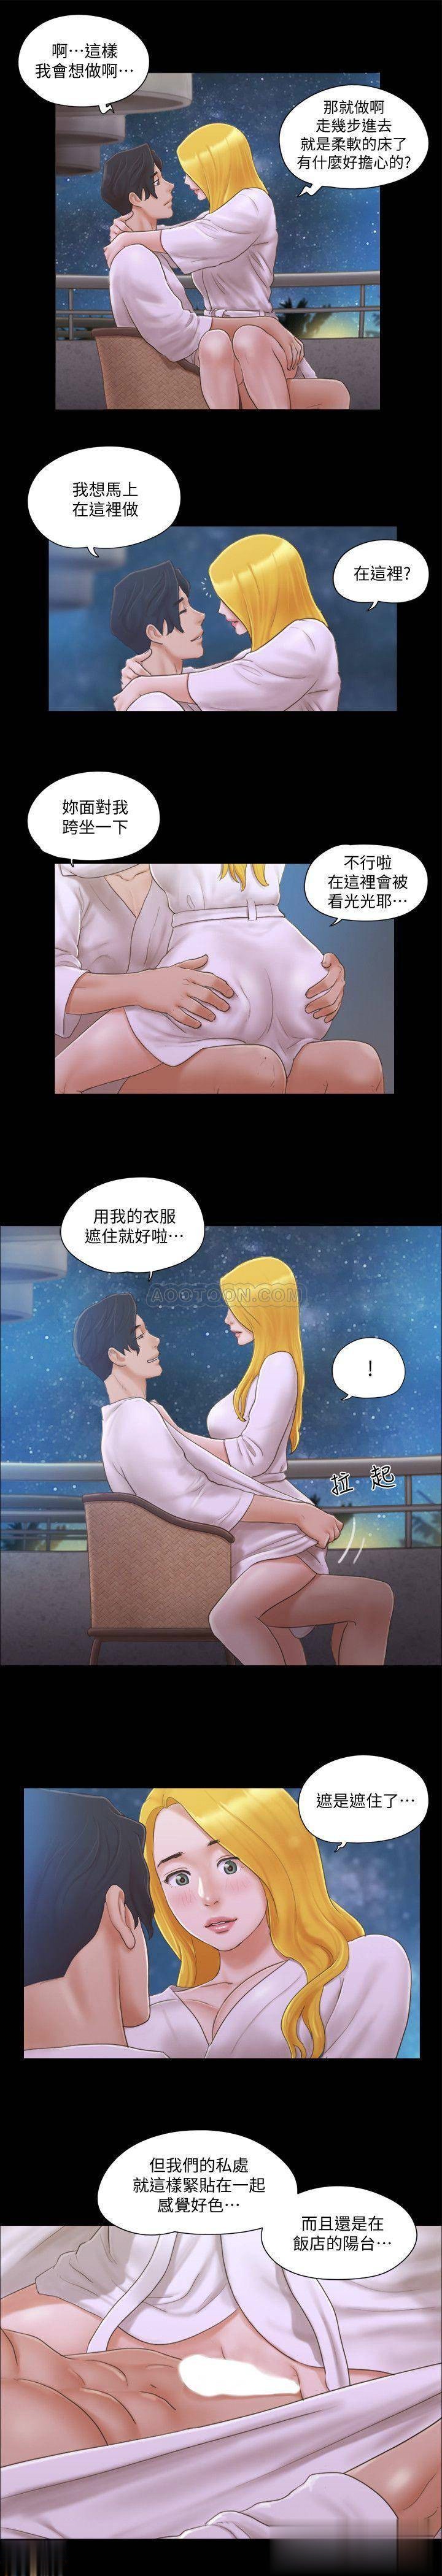 啊⋯這樣
我會想做啊⋯
那就做啊
走幾步進去
就是柔軟的床了
有什麼好擔心的?
我想馬上
在這裡做
在這裡?
妳面對我
跨坐一下
不行啦
在這裡會被
看光光耶⋯
用我的衣服
遮住就好啦⋯
AODTOON.COM
!
拉起
遮是遮住了⋯
但我們的私處
就這樣緊貼在一起
感覺好色⋯
而且還是在
飯店的陽台⋯